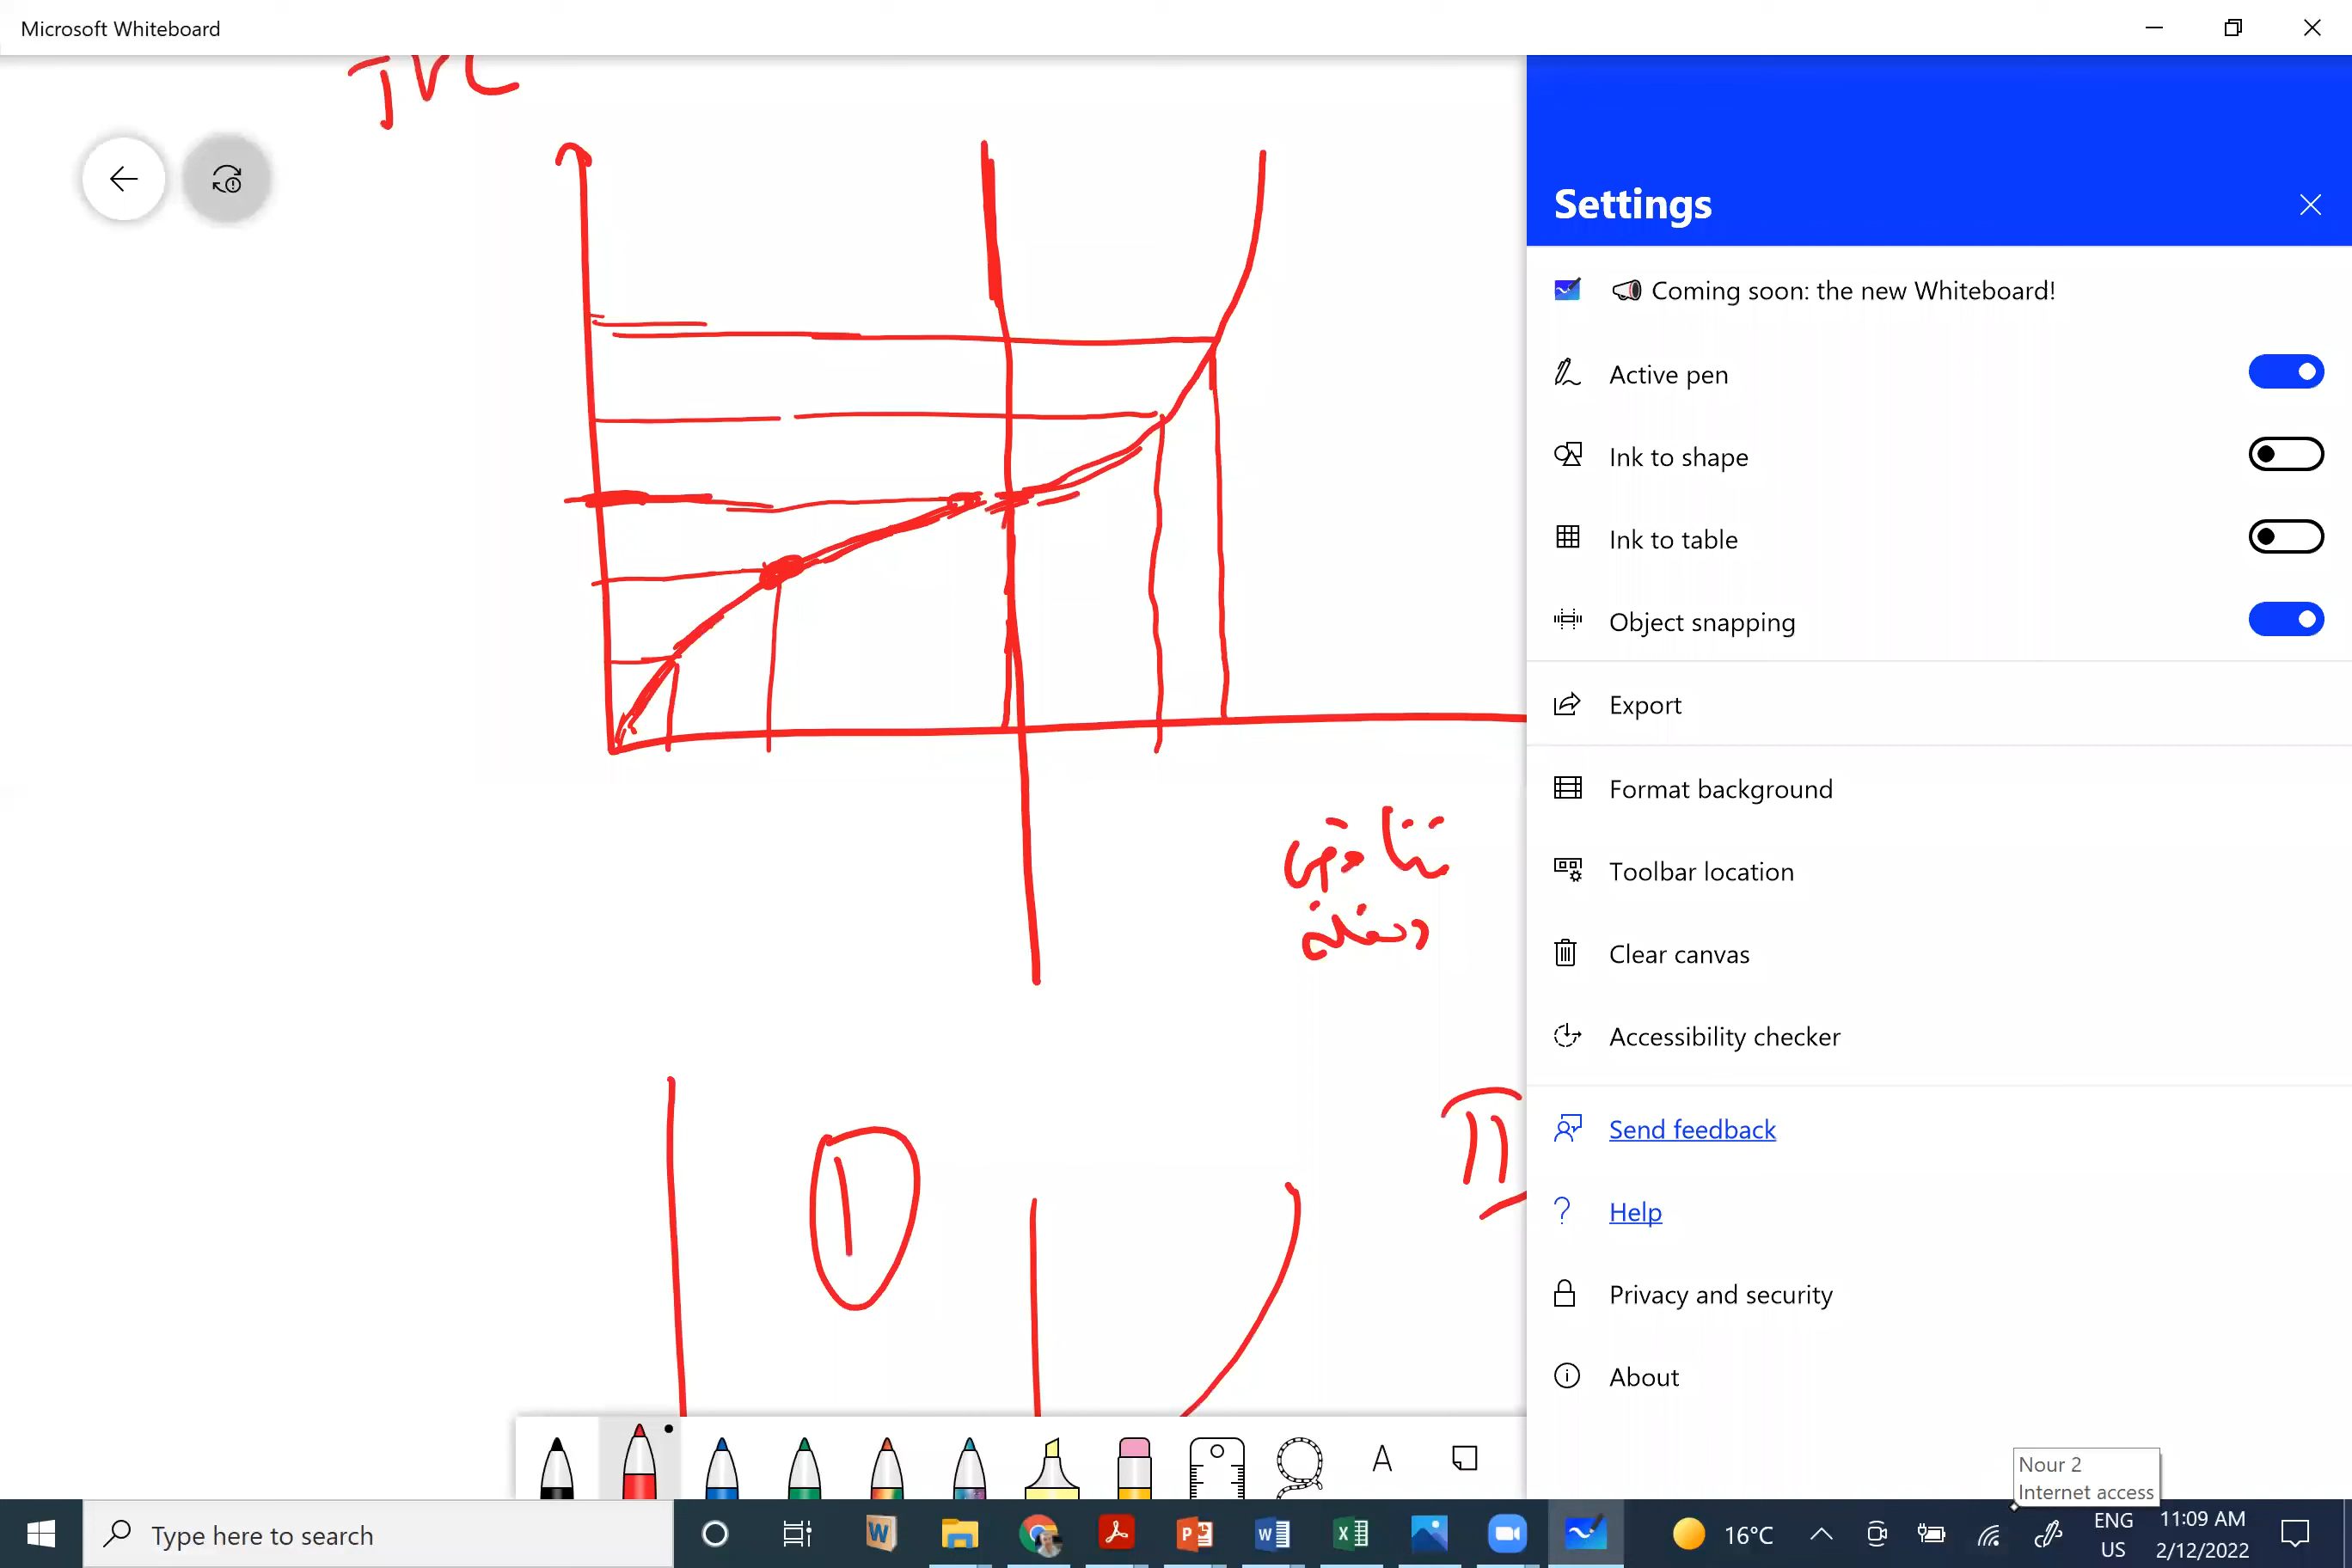 Microsoft Whiteboard
TVC
Settings
Coming soon: the new Whiteboard!
Active pen
Ink to shape
Ink to table
Object snapping
Export
Format background
Toolbar location
Clear canvas
Accessibility checker
Send feedback
Help
Privacy and security
About
II
I
A
Nour 2
Internet access
Type here to search
16°C
ENG
US
11:09 AM
2/12/2022